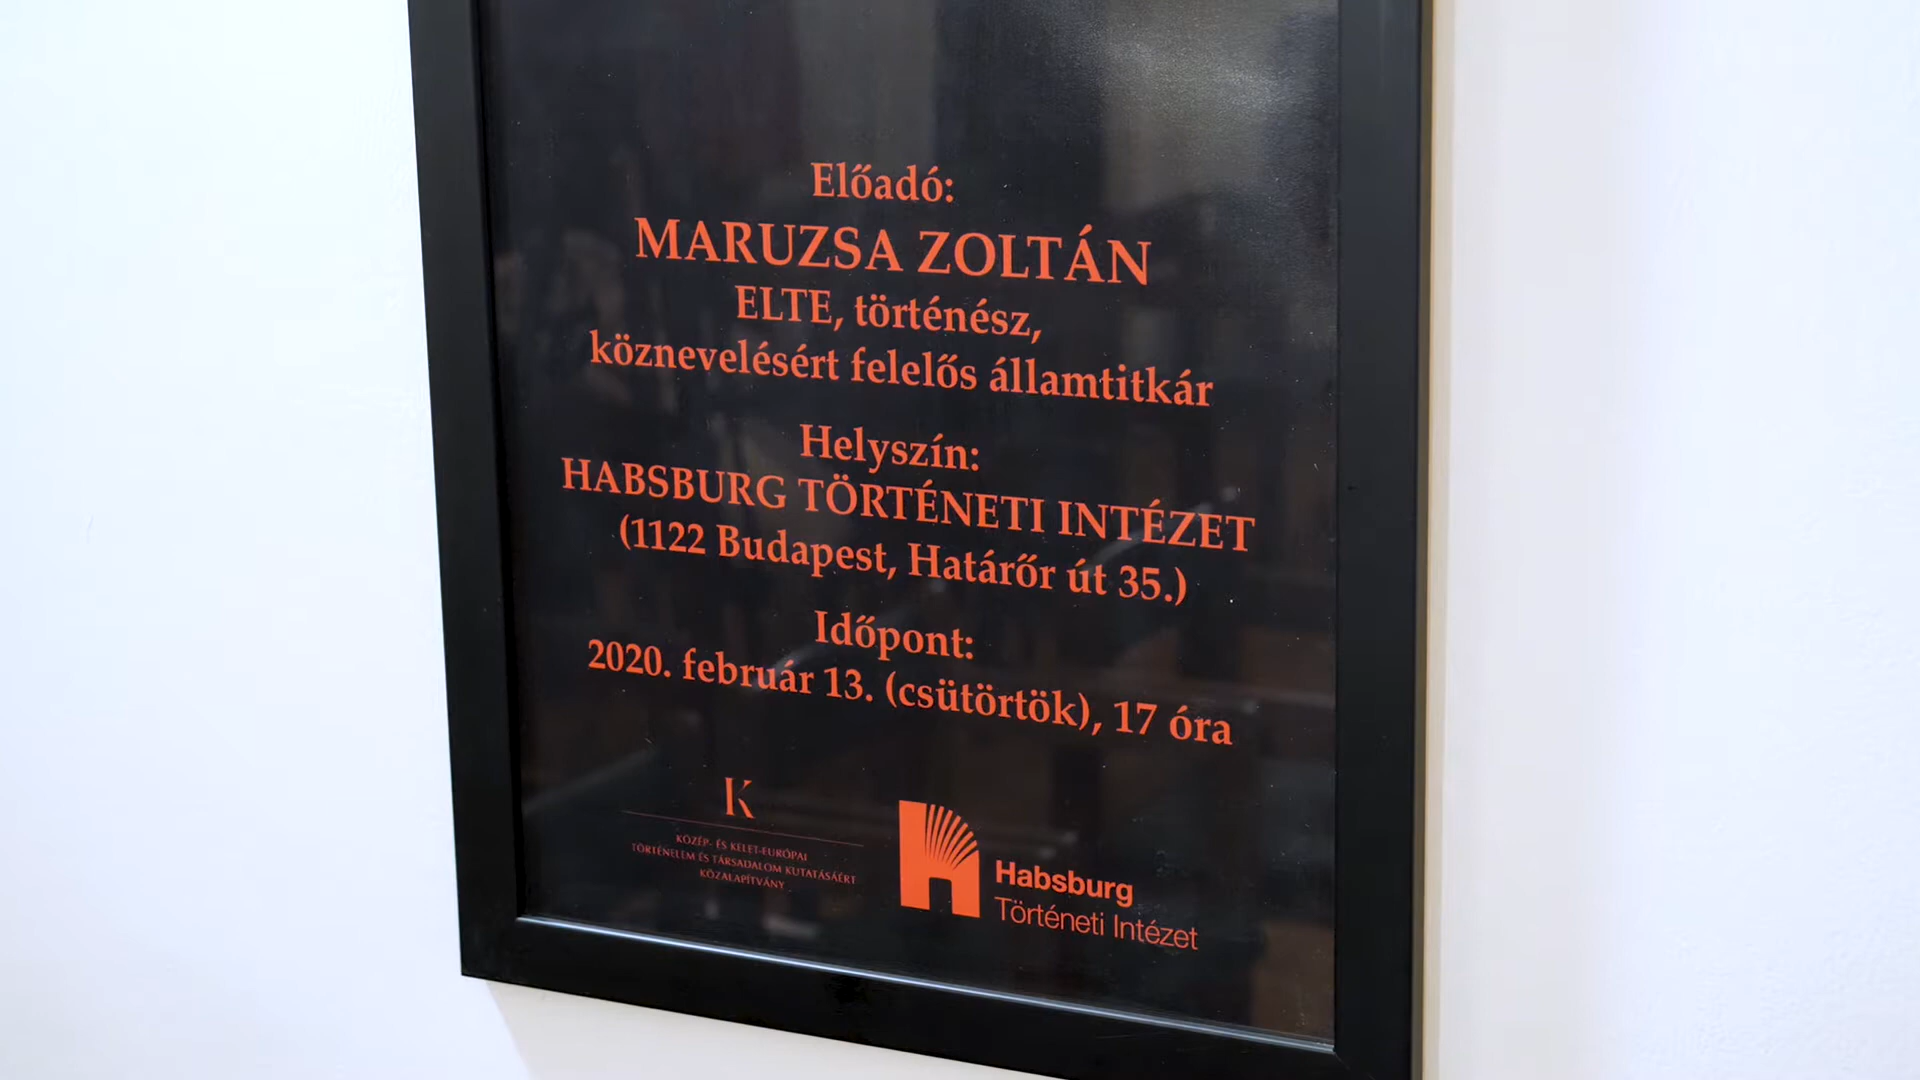 Előadó:
MARUZSA ZOLTÁN
ELTE, történész,
köznevelésért felelős államtitkár
Helyszín:
HABSBURG TÖRTÉNETI INTÉZET
(1122 Budapest, Határőr út 35.)
Időpont:
2020. február 13. (csütörtök), 17 óra
K
KÖZÉP- ÉS KELET-EURÓPAI
TÖRTÉNELEM ÉS TÁRSADALOM KUTATÁSÁÉRT
KÖZALAPÍTVÁNY
Habsburg
Történeti Intézet